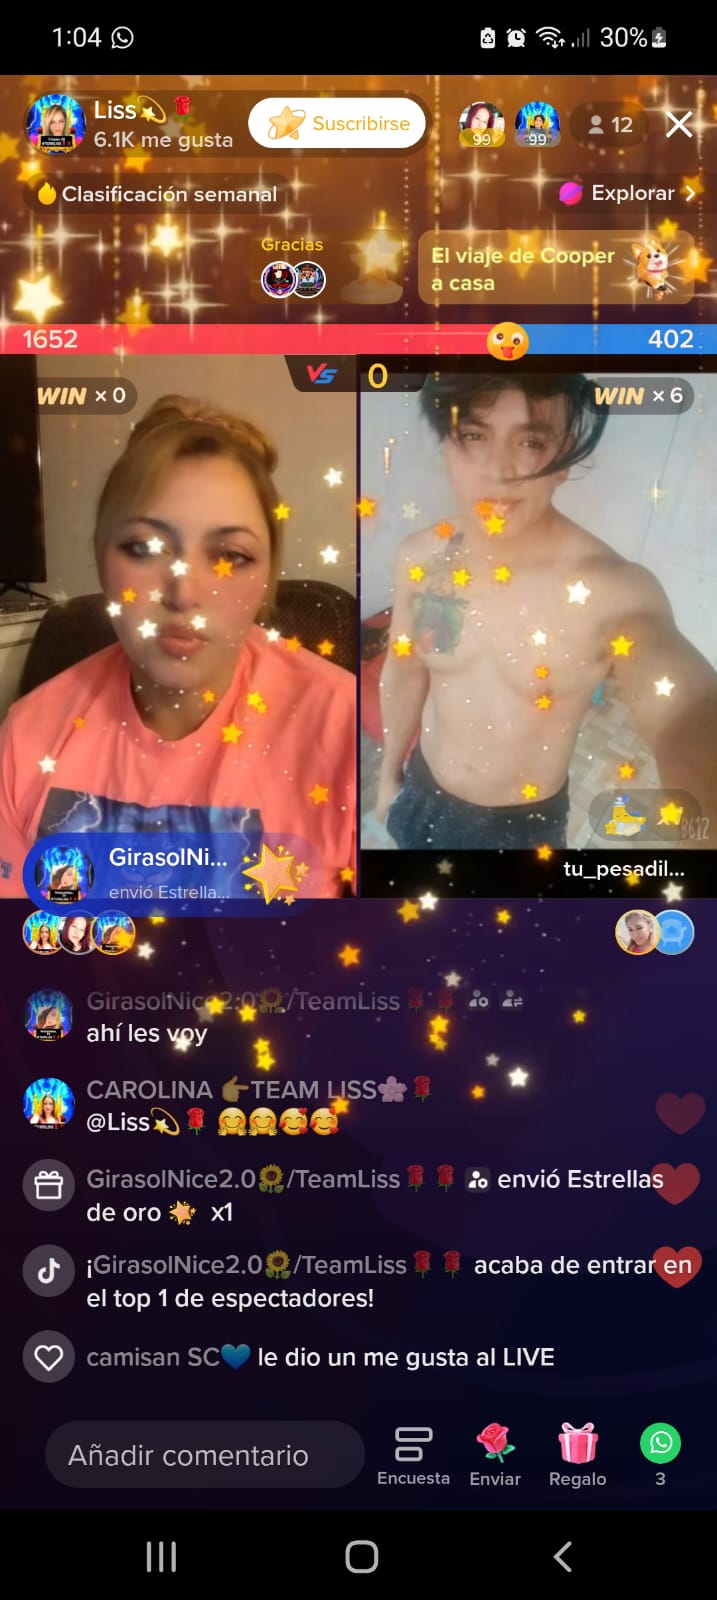 1:04
30%
Liss💫🌹
6.1K me gusta
Suscribirse
99
99
12
Clasificación semanal
Explorar
Gracias
El viaje de Cooper
a casa
1652
402
WIN × 0
VS
0
WIN × 6
GirasolNi...
envió Estrella...
8612
tu_pesadil...
GirasolNice2.0🌻/TeamLiss🌹🌹
ahí les voy
CAROLINA 👉TEAM LISS🌸🌹
@Liss💫🌹 🤗🤗🥰🥰
GirasolNice2.0🌻/TeamLiss🌹🌹 envió Estrellas
de oro x1
¡GirasolNice2.0🌻/TeamLiss🌹🌹 acaba de entrar en
el top 1 de espectadores!
camisan SC💙 le dio un me gusta al LIVE
Añadir comentario
Encuesta
Enviar
Regalo
3